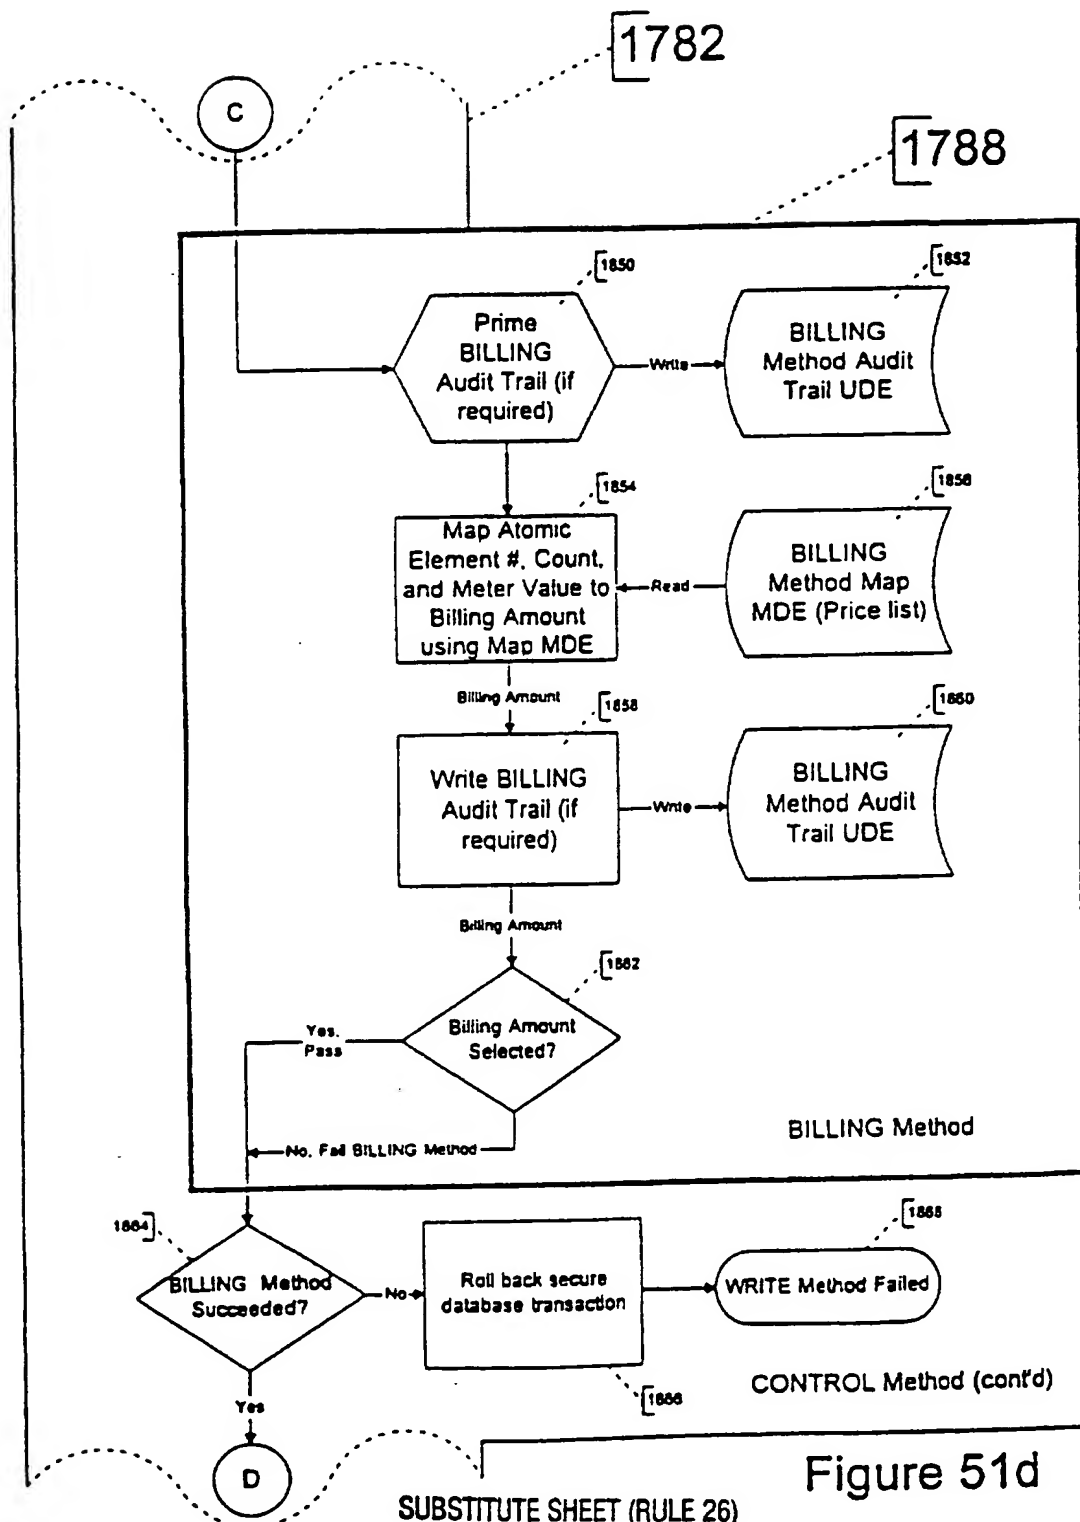 1782
C
1788
1850
1852
Prime
BILLING
Audit Trail (if
required)
Write
BILLING
Method Audit
Trail UDE
1854
1856
Map Atomic
Element #, Count,
and Meter Value to
Billing Amount
using Map MDE
Read
BILLING
Method Map
MDE (Price list)
Billing Amount
1858
1860
Write BILLING
Audit Trail (if
required)
Write
BILLING
Method Audit
Trail UDE
Billing Amount
1862
Yes,
Pass
Billing Amount
Selected?
No, Fail BILLING Method
BILLING Method
1864
1868
BILLING Method
Succeeded?
No
Roll back secure
database transaction
WRITE Method Failed
1866
CONTROL Method (cont'd)
Yes
D
Figure 51d
SUBSTITUTE SHEET (RULE 26)